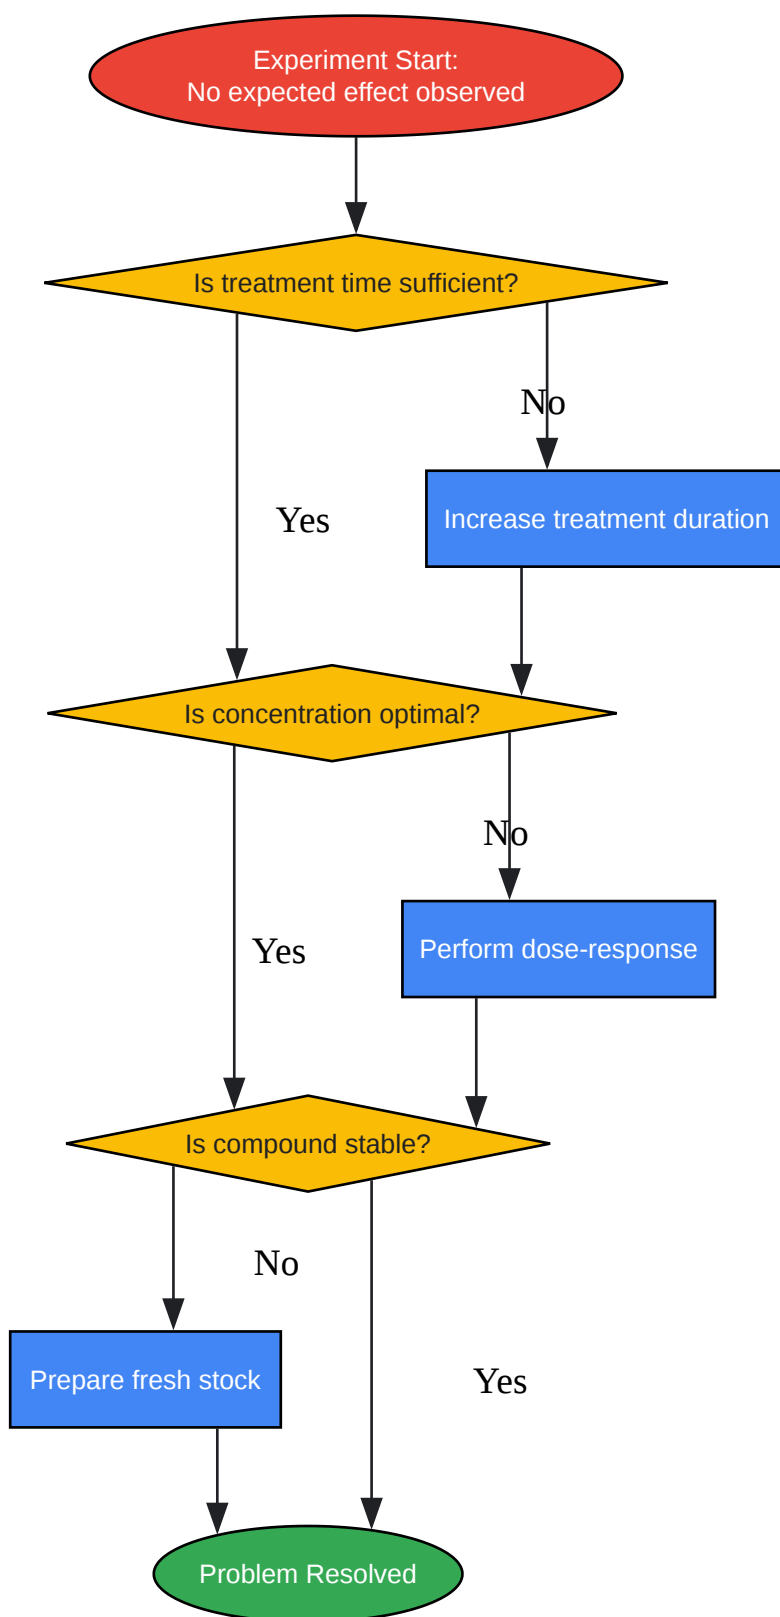 Experiment Start:
No expected effect observed
Is treatment time sufficient?
No
Yes
Increase treatment duration
Is concentration optimal?
No
Yes
Perform dose-response
Is compound stable?
No
Prepare fresh stock
Yes
Problem Resolved